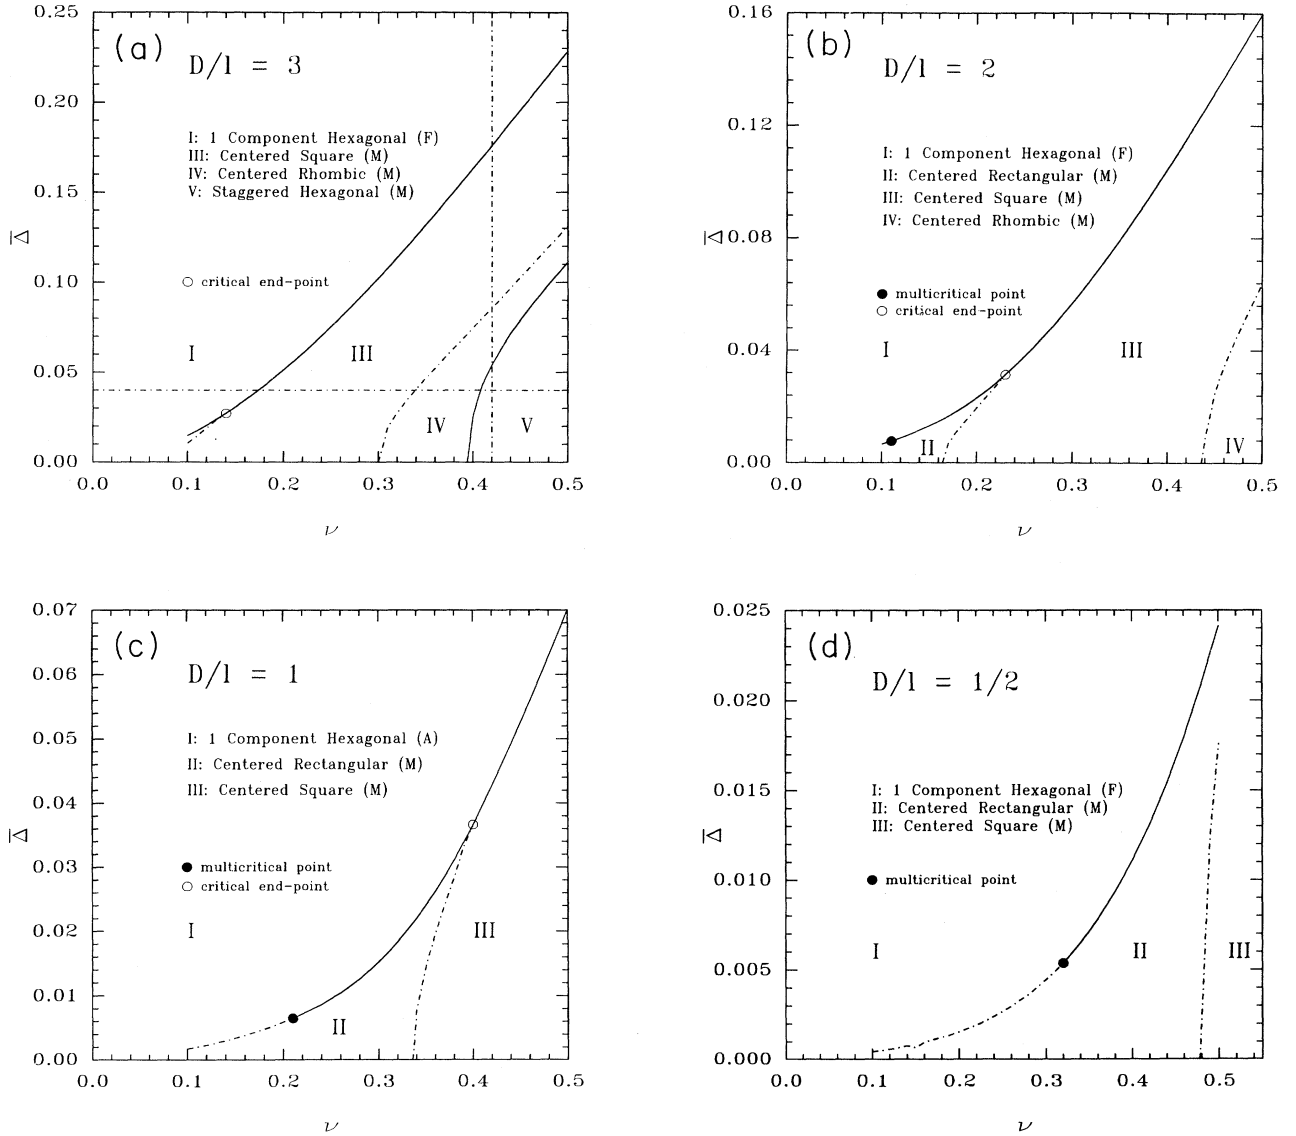 (a)
D/l = 3
I: 1 Component Hexagonal (F)
III: Centered Square (M)
IV: Centered Rhombic (M)
V: Staggered Hexagonal (M)
○ critical end-point
I
III
IV
V
0.25
0.20
0.15
0.10
0.05
0.00
Δ̅
0.0 0.1 0.2 0.3 0.4 0.5
ν
(b)
D/l = 2
I: 1 Component Hexagonal (F)
II: Centered Rectangular (M)
III: Centered Square (M)
IV: Centered Rhombic (M)
● multicritical point
○ critical end-point
I
III
II
IV
0.16
0.12
0.08
0.04
0.00
Δ̅
0.0 0.1 0.2 0.3 0.4 0.5
ν
(c)
D/l = 1
I: 1 Component Hexagonal (A)
II: Centered Rectangular (M)
III: Centered Square (M)
● multicritical point
○ critical end-point
I
III
II
0.07
0.06
0.05
0.04
0.03
0.02
0.01
0.00
Δ̅
0.0 0.1 0.2 0.3 0.4 0.5
ν
(d)
D/l = 1/2
I: 1 Component Hexagonal (F)
II: Centered Rectangular (M)
III: Centered Square (M)
● multicritical point
I
II
III
0.025
0.020
0.015
0.010
0.005
0.000
Δ̅
0.0 0.1 0.2 0.3 0.4 0.5
ν